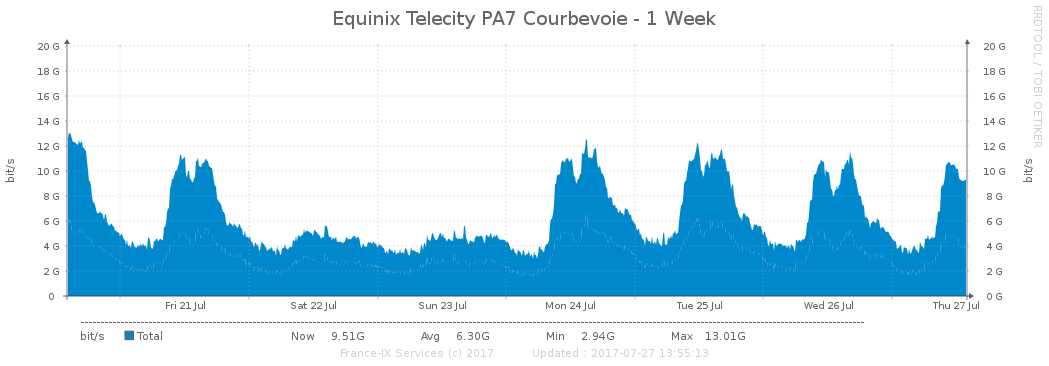 Equinix Telecity PA7 Courbevoie - 1 Week
RRDTOOL / TOBI OETIKER
bit/s
bit/s
20 G 20 G
18 G 18 G
16 G 16 G
14 G 14 G
12 G 12 G
10 G 10 G
8 G 8 G
6 G 6 G
4 G 4 G
2 G 2 G
0 0 G
Fri 21 Jul Sat 22 Jul Sun 23 Jul Mon 24 Jul Tue 25 Jul Wed 26 Jul Thu 27 Jul
bit/s Total Now 9.51G Avg 6.30G Min 2.94G Max 13.01G
France-IX Services (c) 2017 Updated : 2017-07-27 13:55:13